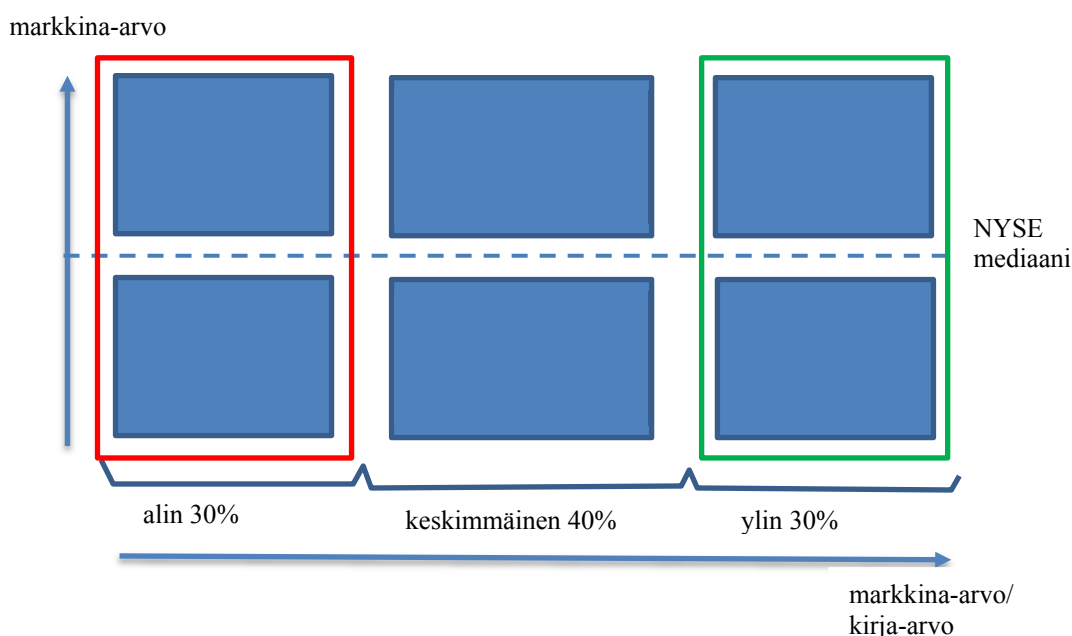 markkina-arvo
NYSE
mediaani
alin 30%
keskimmäinen 40%
ylin 30%
markkina-arvo/
kirja-arvo